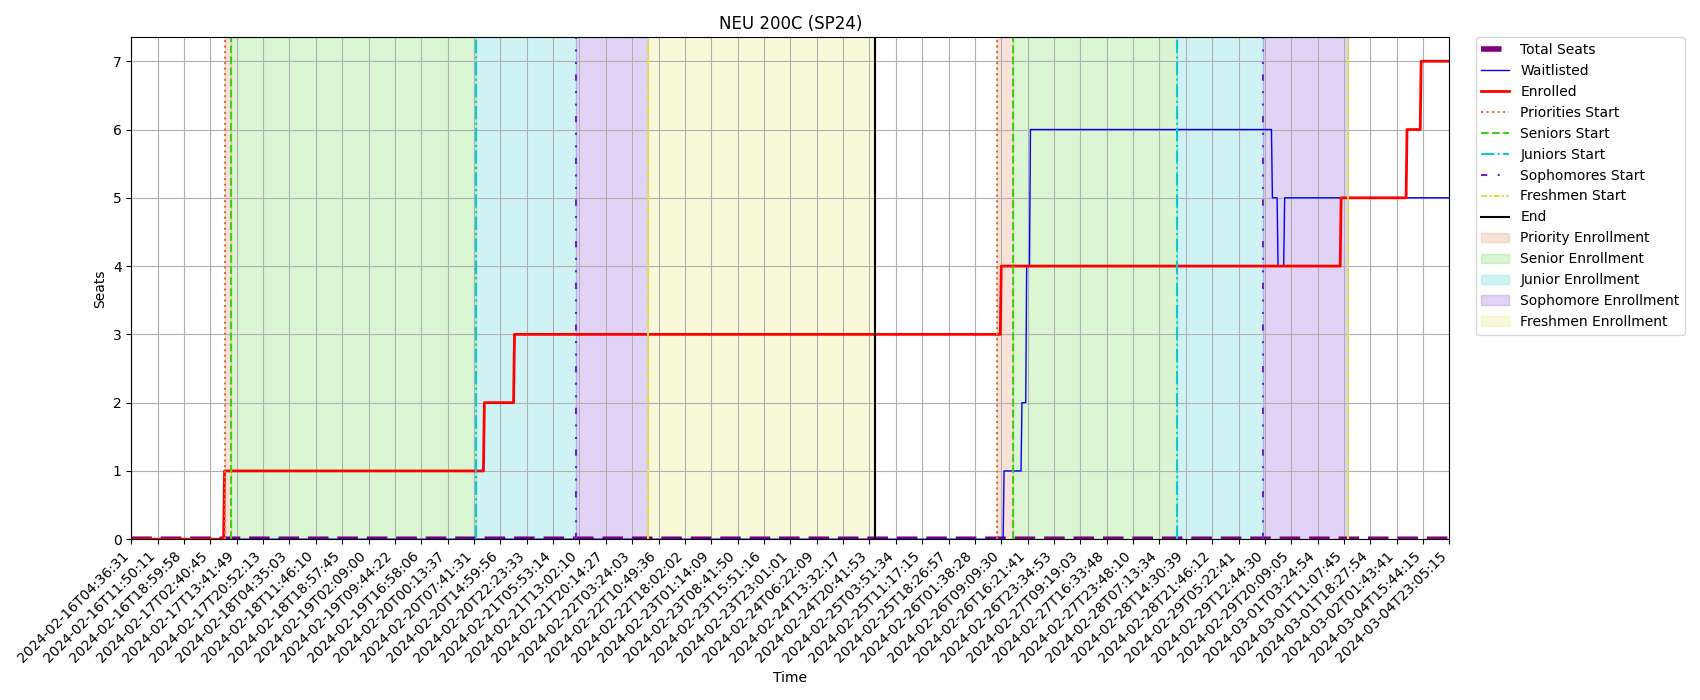 NEU 200C (SP24)
Seats
7
6
5
4
3
2
1
0
2024-02-16T04:36:31
2024-02-16T11:50:11
2024-02-16T18:59:58
2024-02-17T02:40:45
2024-02-17T13:41:49
2024-02-17T20:52:13
2024-02-18T04:35:03
2024-02-18T11:46:10
2024-02-18T18:57:45
2024-02-19T02:09:00
2024-02-19T09:44:22
2024-02-19T16:58:06
2024-02-20T00:13:37
2024-02-20T07:41:31
2024-02-20T14:59:56
2024-02-20T22:23:33
2024-02-21T05:53:14
2024-02-21T13:02:10
2024-02-21T20:14:27
2024-02-22T03:24:03
2024-02-22T10:49:36
2024-02-22T18:02:02
2024-02-23T01:14:09
2024-02-23T08:41:50
2024-02-23T15:51:16
2024-02-23T23:01:01
2024-02-24T06:22:09
2024-02-24T13:32:17
2024-02-24T20:41:53
2024-02-25T03:51:34
2024-02-25T11:17:15
2024-02-25T18:26:57
2024-02-26T01:38:28
2024-02-26T09:09:30
2024-02-26T16:21:41
2024-02-26T23:34:53
2024-02-27T09:19:03
2024-02-27T16:33:48
2024-02-27T23:48:10
2024-02-28T07:13:34
2024-02-28T14:30:39
2024-02-28T21:46:12
2024-02-29T05:22:41
2024-02-29T12:44:30
2024-02-29T20:09:05
2024-03-01T03:24:54
2024-03-01T11:07:45
2024-03-01T18:27:54
2024-03-02T01:43:41
2024-03-04T15:44:15
2024-03-04T23:05:15
Time
Total Seats
Waitlisted
Enrolled
Priorities Start
Seniors Start
Juniors Start
Sophomores Start
Freshmen Start
End
Priority Enrollment
Senior Enrollment
Junior Enrollment
Sophomore Enrollment
Freshmen Enrollment